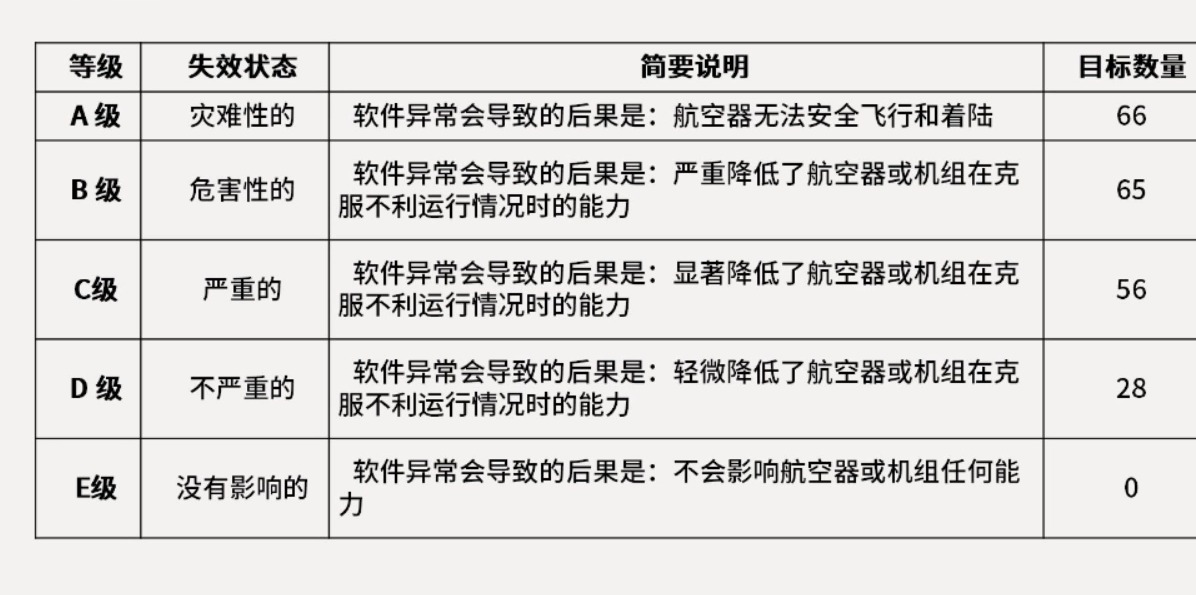 等级 失效状态 简要说明 目标数量
A 级 灾难性的 软件异常会导致的后果是：航空器无法安全飞行和着陆 66
B 级 危害性的 软件异常会导致的后果是：严重降低了航空器或机组在克
服不利运行情况时的能力 65
C级 严重的 软件异常会导致的后果是：显著降低了航空器或机组在克
服不利运行情况时的能力 56
D 级 不严重的 软件异常会导致的后果是：轻微降低了航空器或机组在克
服不利运行情况时的能力 28
E级 没有影响的 软件异常会导致的后果是：不会影响航空器或机组任何能
力 0